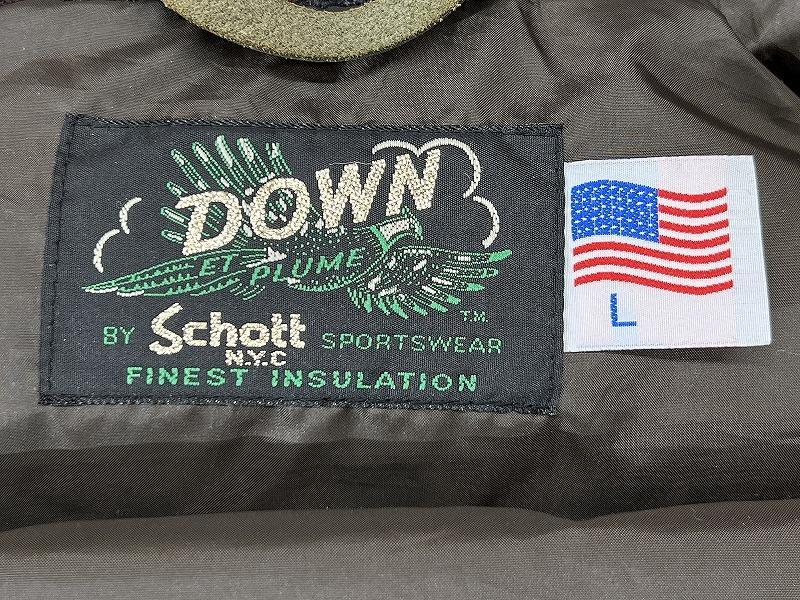 DOWN
ET PLUME
T.M.
BY Schott SPORTSWEAR
N.Y.C
FINEST INSULATION
L